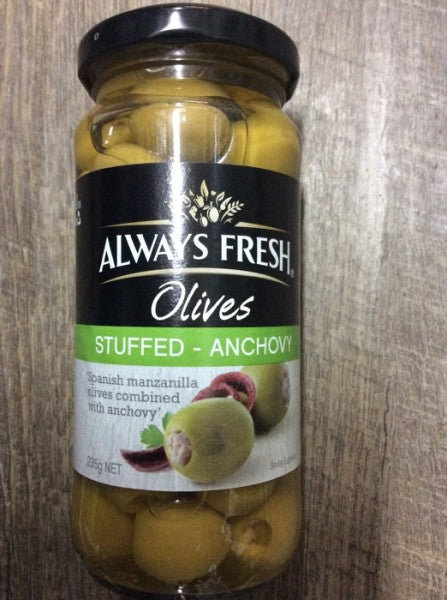 ALWAYS FRESH®
Olives
STUFFED - ANCHOVY
'Spanish manzanilla
olives combined
with anchovy'
235g NET